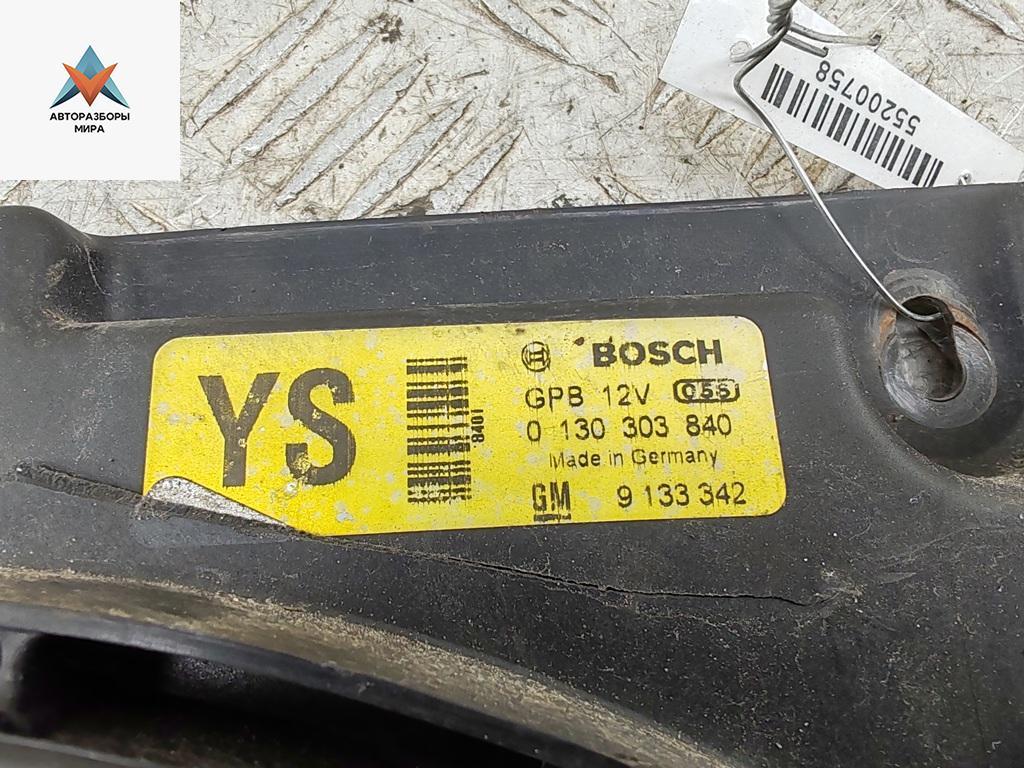 АВТОРАЗБОРЫ
МИРА
55200758
YS
8401
BOSCH
GPB 12V
0 130 303 840
Made in Germany
GM 9 133 342